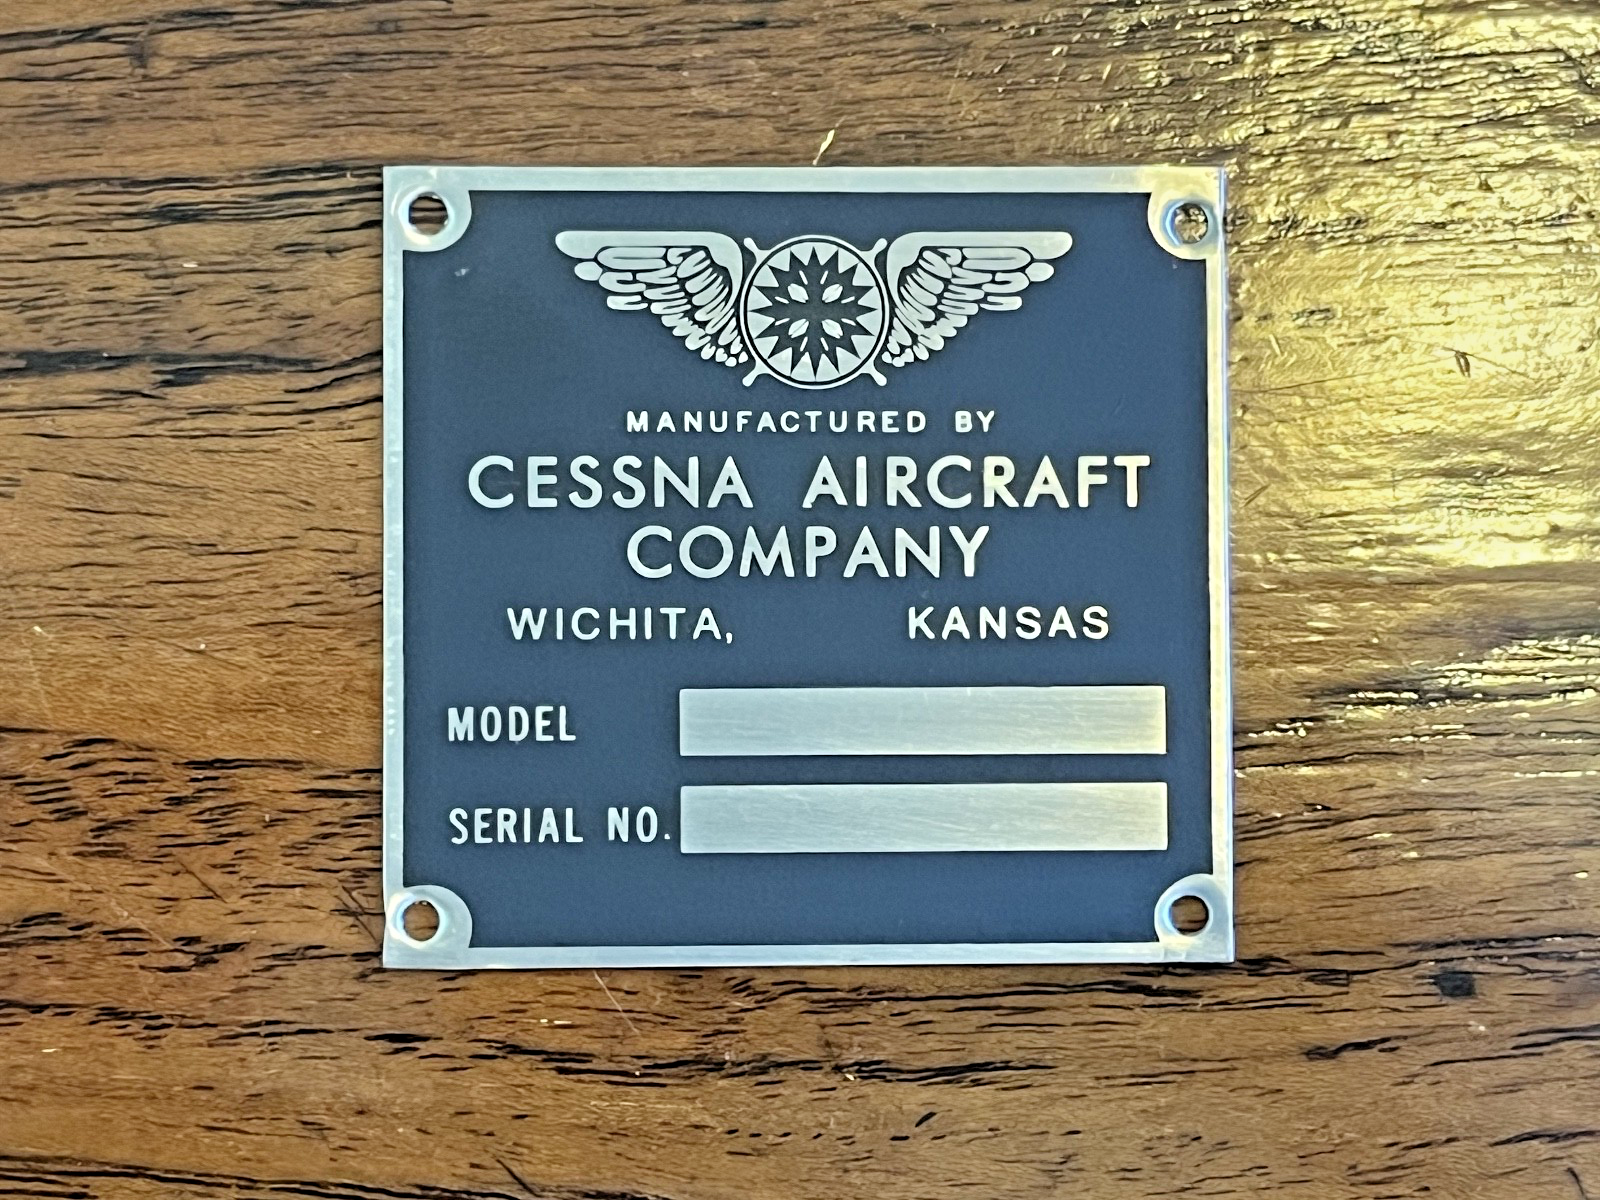 MANUFACTURED BY
CESSNA AIRCRAFT
COMPANY
WICHITA, KANSAS
MODEL
SERIAL NO.